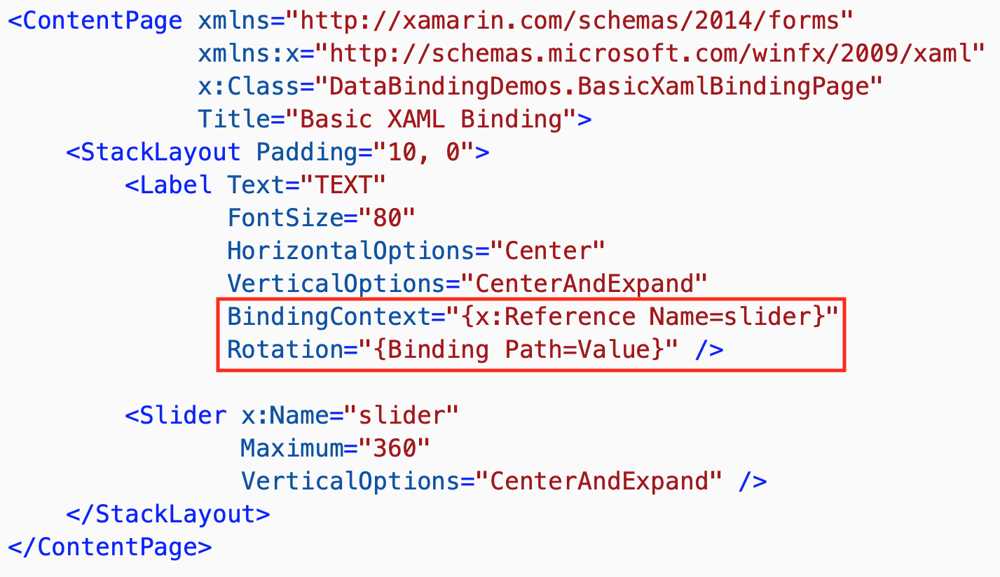 <ContentPage xmlns="http://xamarin.com/schemas/2014/forms"
             xmlns:x="http://schemas.microsoft.com/winfx/2009/xaml"
             x:Class="DataBindingDemos.BasicXamlBindingPage"
             Title="Basic XAML Binding">
    <StackLayout Padding="10, 0">
        <Label Text="TEXT"
               FontSize="80"
               HorizontalOptions="Center"
               VerticalOptions="CenterAndExpand"
               BindingContext="{x:Reference Name=slider}"
               Rotation="{Binding Path=Value}" />
        <Slider x:Name="slider"
                Maximum="360"
                VerticalOptions="CenterAndExpand" />
    </StackLayout>
</ContentPage>